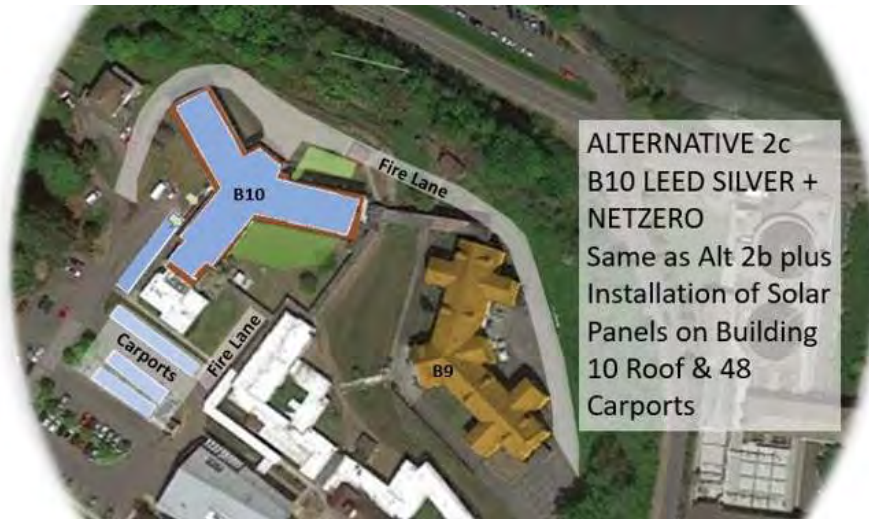 B10
Fire Lane
Fire Lane
Carports
B9
ALTERNATIVE 2c
B10 LEED SILVER +
NETZERO
Same as Alt 2b plus
Installation of Solar
Panels on Building
10 Roof & 48
Carports